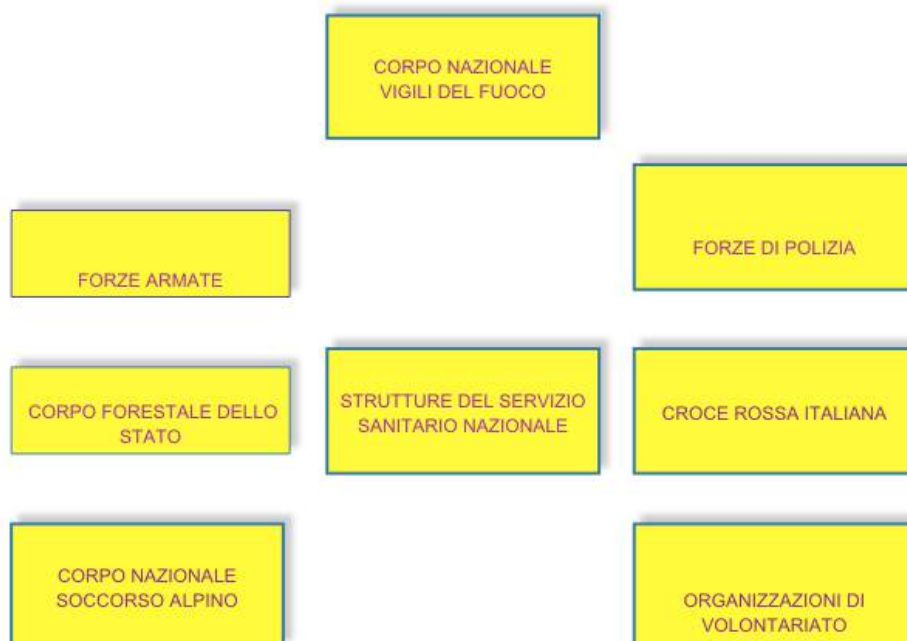 CORPO NAZIONALE
VIGILI DEL FUOCO
FORZE DI POLIZIA
FORZE ARMATE
CORPO FORESTALE DELLO
STATO
STRUTTURE DEL SERVIZIO
SANITARIO NAZIONALE
CROCE ROSSA ITALIANA
CORPO NAZIONALE
SOCCORSO ALPINO
ORGANIZZAZIONI DI
VOLONTARIATO